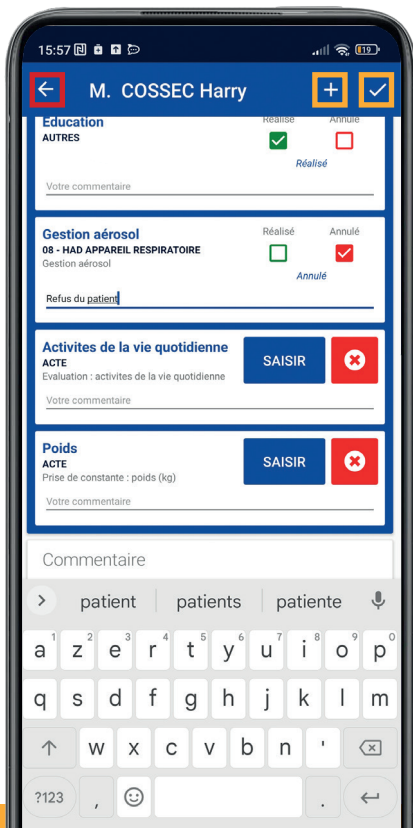 15:57 19
M. COSSEC Harry
Education
AUTRES
Réalisé Annulé
Réalisé
Votre commentaire
Gestion aérosol
08 - HAD APPAREIL RESPIRATOIRE
Gestion aérosol
Réalisé Annulé
Annulé
Refus du patient
Activites de la vie quotidienne
ACTE
Evaluation : activites de la vie quotidienne
SAISIR
Votre commentaire
Poids
ACTE
Prise de constante : poids (kg)
SAISIR
Votre commentaire
Commentaire
patient patients patiente
a 1 z 2 e 3 r 4 t 5 y 6 u 7 i 8 o 9 p 0
q s d f g h j k l m
w x c v b n '
?123 , .